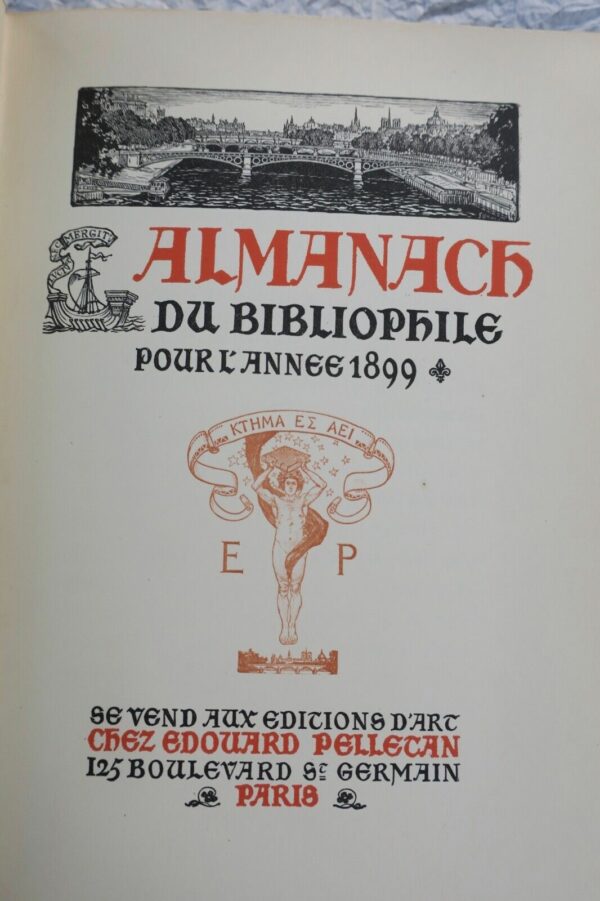 MERGIT
ALMANACH
DU BIBLIOPHILE
POUR L'ANNEE 1899
ΚΤΗΜΑ ΕΣ ΑΕΙ
E P
SE VEND AUX EDITIONS D'ART
CHEZ EDOUARD PELLETAN
125 BOULEVARD ST GERMAIN
PARIS